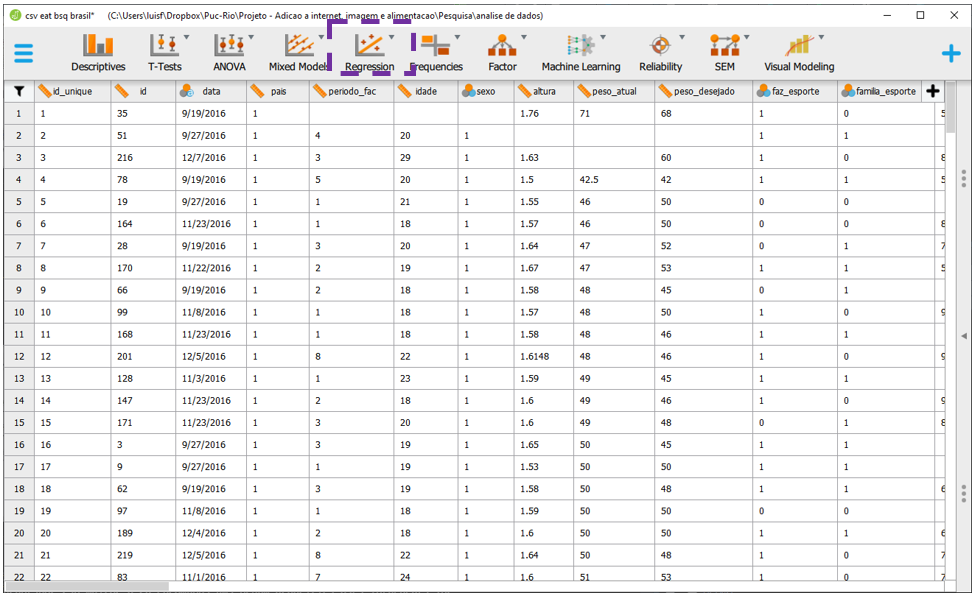 csv eat bsq brasil* (C:\Users\luisf\Dropbox\Puc-Rio\Projeto - Adicao a internet, imagem e alimentacao\Pesquisa\analise de dados)
Descriptives T-Tests ANOVA Mixed Models Regression Frequencies Factor Machine Learning Reliability SEM Visual Modeling
id_unique id data pais periodo_fac idade sexo altura peso_atual peso_desejado faz_esporte familia_esporte
1 1 35 9/19/2016 1 1.76 71 68 1 0 5
2 2 51 9/27/2016 1 4 20 1 1 1
3 3 216 12/7/2016 1 3 29 1 1.63 60 1 0 8
4 4 78 9/19/2016 1 5 20 1 1.5 42.5 42 1 1 5
5 5 19 9/27/2016 1 1 21 1 1.55 46 50 0 0
6 6 164 11/23/2016 1 1 18 1 1.57 46 50 0 0 8
7 7 28 9/19/2016 1 3 20 1 1.64 47 52 0 1 7
8 8 170 11/22/2016 1 2 19 1 1.67 47 53 1 1 5
9 9 66 9/19/2016 1 2 18 1 1.58 48 45 0 1
10 10 99 11/8/2016 1 1 18 1 1.57 48 50 1 0 9
11 11 168 11/23/2016 1 1 18 1 1.58 48 46 1 1
12 12 201 12/5/2016 1 8 22 1 1.6148 48 46 1 0 9
13 13 128 11/3/2016 1 1 23 1 1.59 49 45 1 1
14 14 147 11/23/2016 1 2 18 1 1.6 49 46 1 0 9
15 15 171 11/23/2016 1 3 20 1 1.6 49 48 0 1 8
16 16 3 9/27/2016 1 3 19 1 1.65 50 45 1 1
17 17 9 9/27/2016 1 1 19 1 1.53 50 50 1 1
18 18 62 9/19/2016 1 3 19 1 1.58 50 48 1 1 6
19 19 97 11/8/2016 1 1 18 1 1.59 50 50 0 0
20 20 189 12/4/2016 1 2 18 1 1.6 50 50 1 1 6
21 21 219 12/5/2016 1 8 22 1 1.64 50 48 1 0 7
22 22 83 11/1/2016 1 7 24 1 1.6 51 53 1 0 7